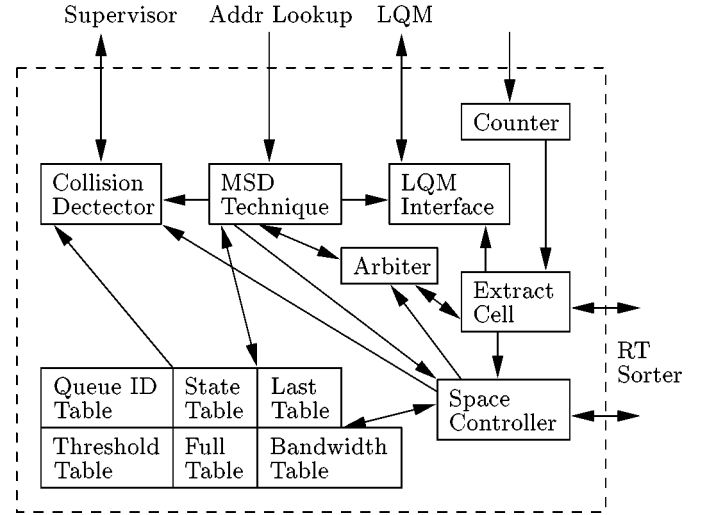 Supervisor Addr Lookup LQM
Counter
Collision
Dectector
MSD
Technique
LQM
Interface
Arbiter
Extract
Cell
RT
Sorter
Space
Controller
Queue ID
Table
State
Table
Last
Table
Threshold
Table
Full
Table
Bandwidth
Table